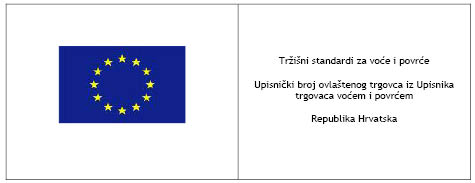 Tržišni standardi za voće i povrće
Upisnički broj ovlaštenog trgovca iz Upisnika
trgovaca voćem i povrćem
Republika Hrvatska